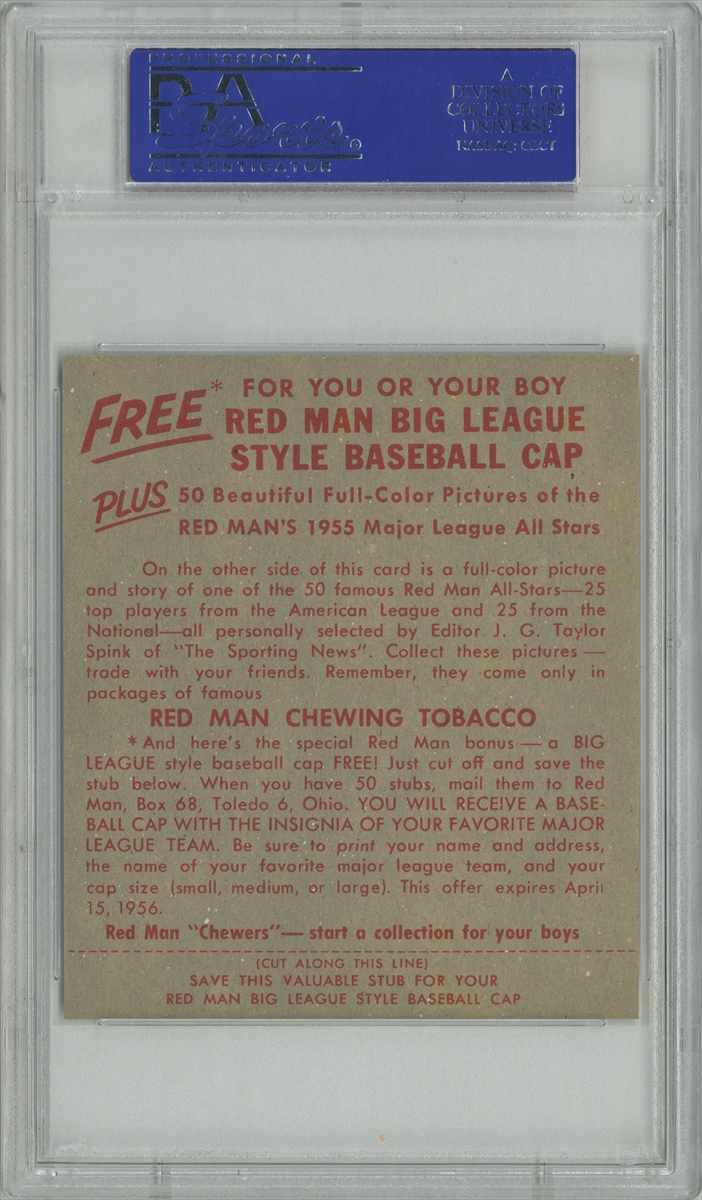 PROFESSIONAL
PSA
Sports®
AUTHENTICATOR
A
DIVISION OF
COLLECTORS
UNIVERSE
NASDAQ: CLCT
FREE* FOR YOU OR YOUR BOY
RED MAN BIG LEAGUE
STYLE BASEBALL CAP
PLUS 50 Beautiful Full-Color Pictures of the
RED MAN'S 1955 Major League All Stars
On the other side of this card is a full-color picture
and story of one of the 50 famous Red Man All-Stars—25
top players from the American League and 25 from the
National—all personally selected by Editor J. G. Taylor
Spink of "The Sporting News". Collect these pictures —
trade with your friends. Remember, they come only in
packages of famous
RED MAN CHEWING TOBACCO
*And here's the special Red Man bonus — a BIG
LEAGUE style baseball cap FREE! Just cut off and save the
stub below. When you have 50 stubs, mail them to Red
Man, Box 68, Toledo 6, Ohio. YOU WILL RECEIVE A BASE-
BALL CAP WITH THE INSIGNIA OF YOUR FAVORITE MAJOR
LEAGUE TEAM. Be sure to print your name and address,
the name of your favorite major league team, and your
cap size (small, medium, or large). This offer expires April
15, 1956.
Red Man "Chewers"— start a collection for your boys
(CUT ALONG THIS LINE)
SAVE THIS VALUABLE STUB FOR YOUR
RED MAN BIG LEAGUE STYLE BASEBALL CAP